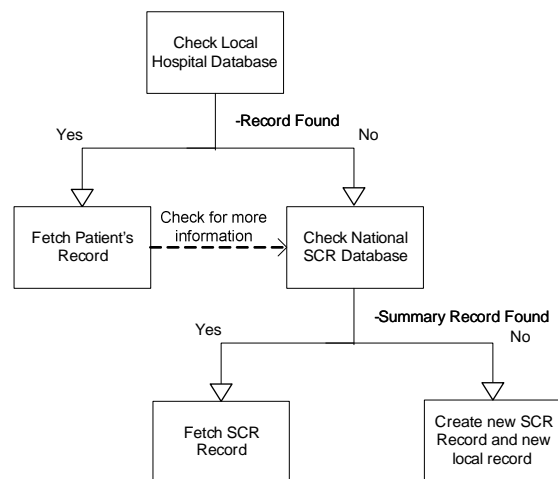 Check Local
Hospital Database
-Record Found
Yes
No
Fetch Patient's
Record
Check for more
information
Check National
SCR Database
-Summary Record Found
Yes
No
Fetch SCR
Record
Create new SCR
Record and new
local record